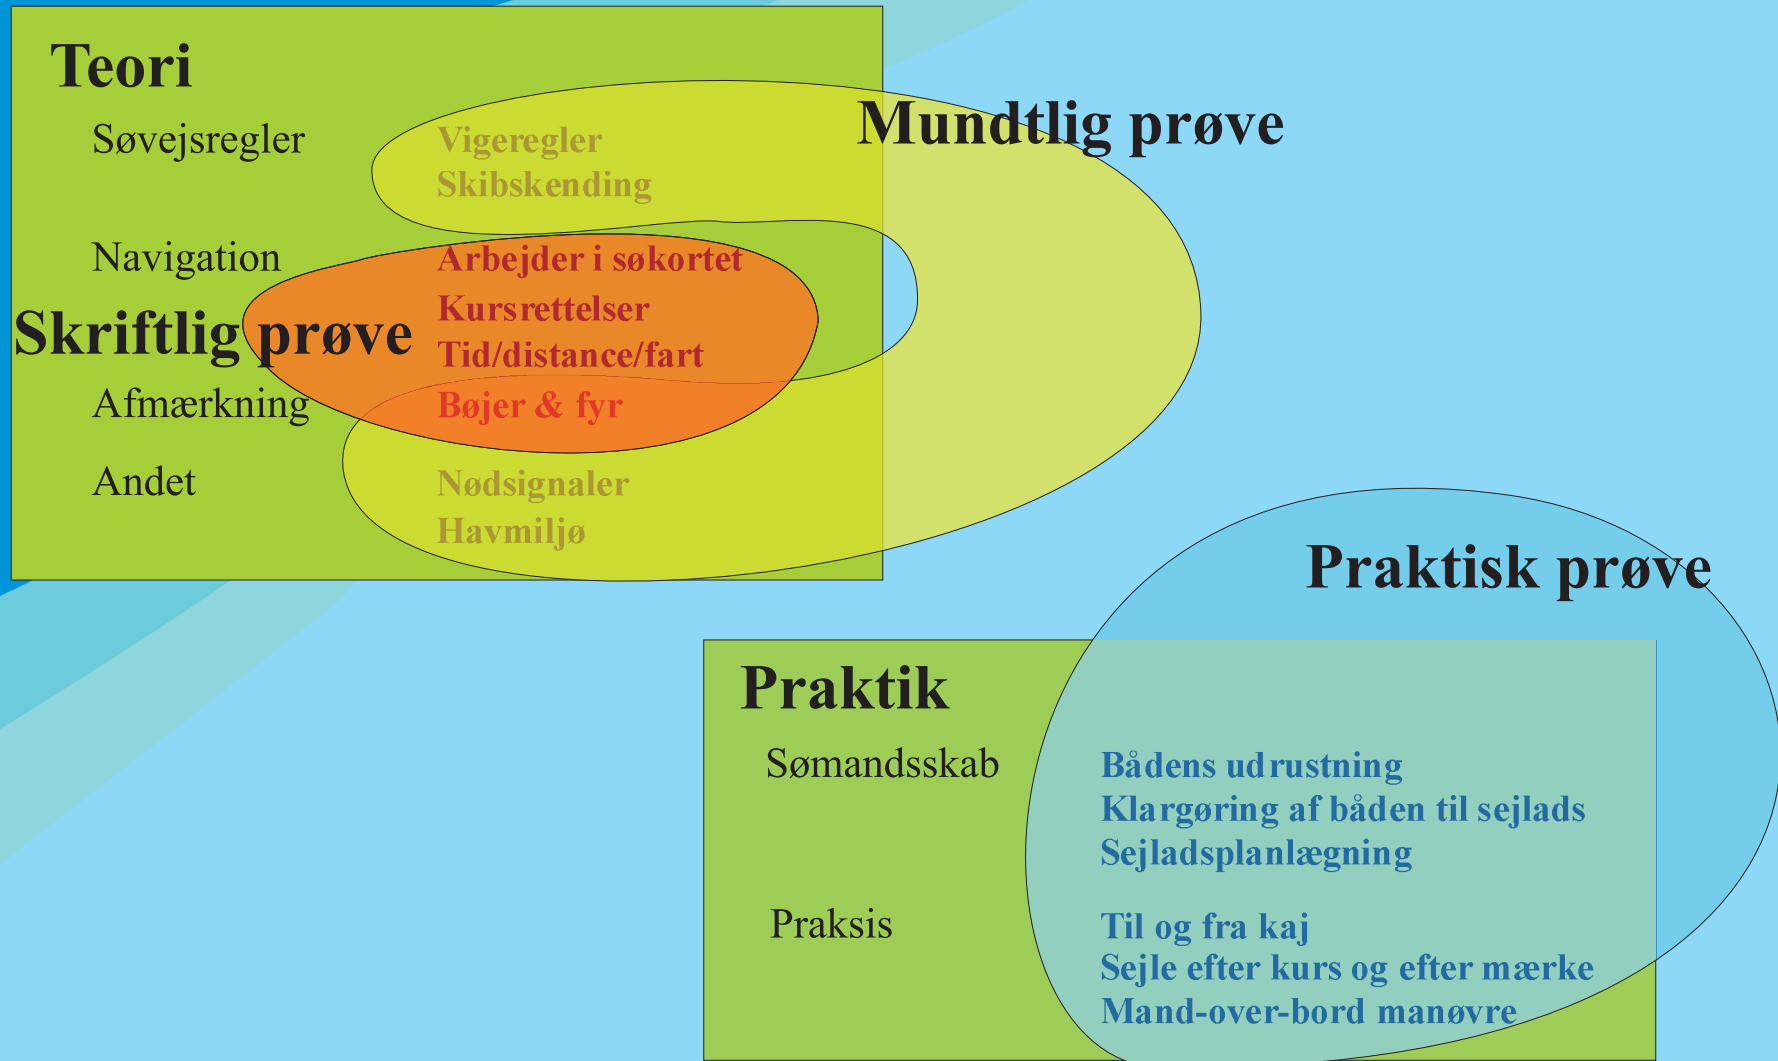 Teori
Mundtlig prøve
Søvejsregler Vigeregler
Skibskending
Navigation Arbejder i søkortet
Kursrettelser
Skriftlig prøve
Tid/distance/fart
Afmærkning Bøjer & fyr
Andet Nødsignaler
Havmiljø
Praktisk prøve
Praktik
Sømandsskab Bådens udrustning
Klargøring af båden til sejlads
Sejladsplanlægning
Praksis Til og fra kaj
Sejle efter kurs og efter mærke
Mand-over-bord manøvre